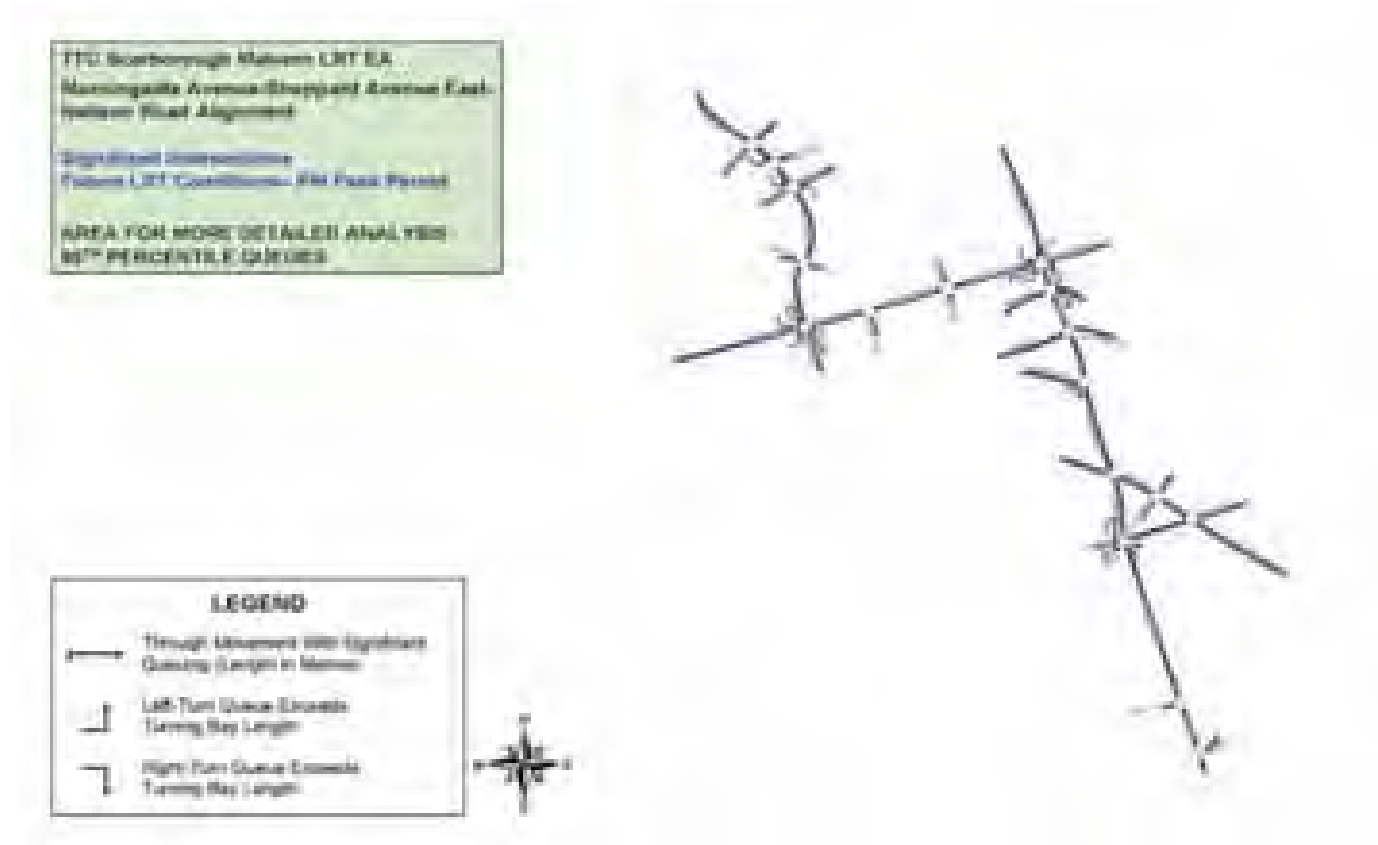 TTC Scarborough Malvern LRT EA
Morningside Avenue-Sheppard Avenue East-
Neilson Road Alignment
Significant Intersections
Future LRT Conditions- PM Peak Period
AREA FOR MORE DETAILED ANALYSIS:
95TH PERCENTILE QUEUES
LEGEND
Through Movement With Significant
Queuing (Length in Metres)
Left Turn Queue Exceeds
Turning Bay Length
Right Turn Queue Exceeds
Turning Bay Length